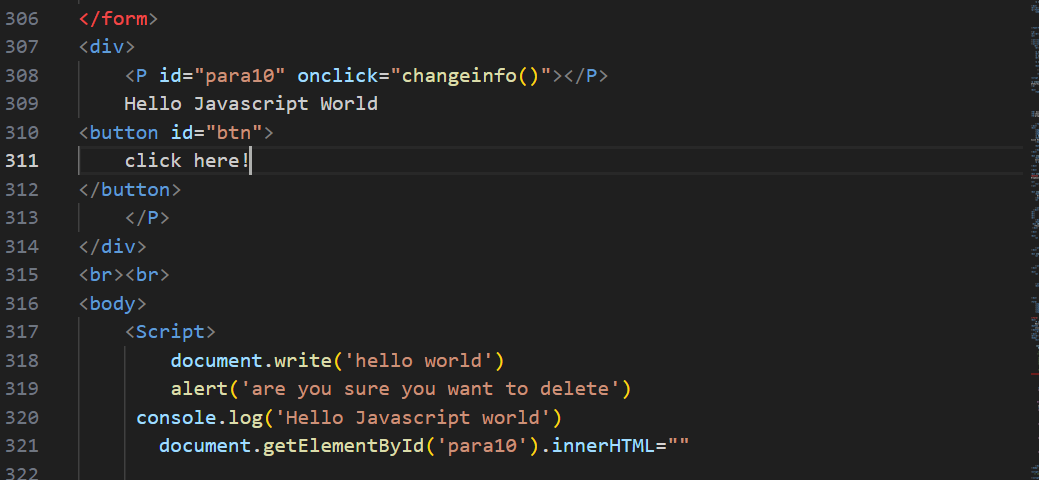 306 </form>
307 <div>
308 <P id="para10" onclick="changeinfo()"></P>
309 Hello Javascript World
310 <button id="btn">
311 click here!
312 </button>
313 </P>
314 </div>
315 <br><br>
316 <body>
317 <Script>
318 document.write('hello world')
319 alert('are you sure you want to delete')
320 console.log('Hello Javascript world')
321 document.getElementById('para10').innerHTML=""
322